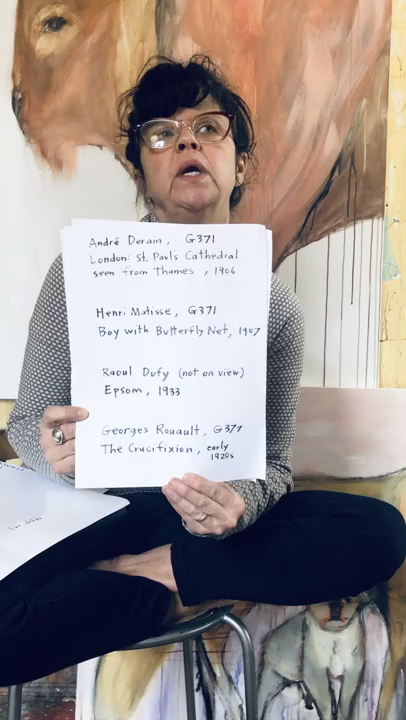 André Derain, G371
London: St. Paul's Cathedral
seen from Thames, 1906
Henri Matisse, G371
Boy with Butterfly Net, 1907
Raoul Dufy (not on view)
Epsom, 1933
Georges Rouault, G377
The Crucifixion, early
1920s